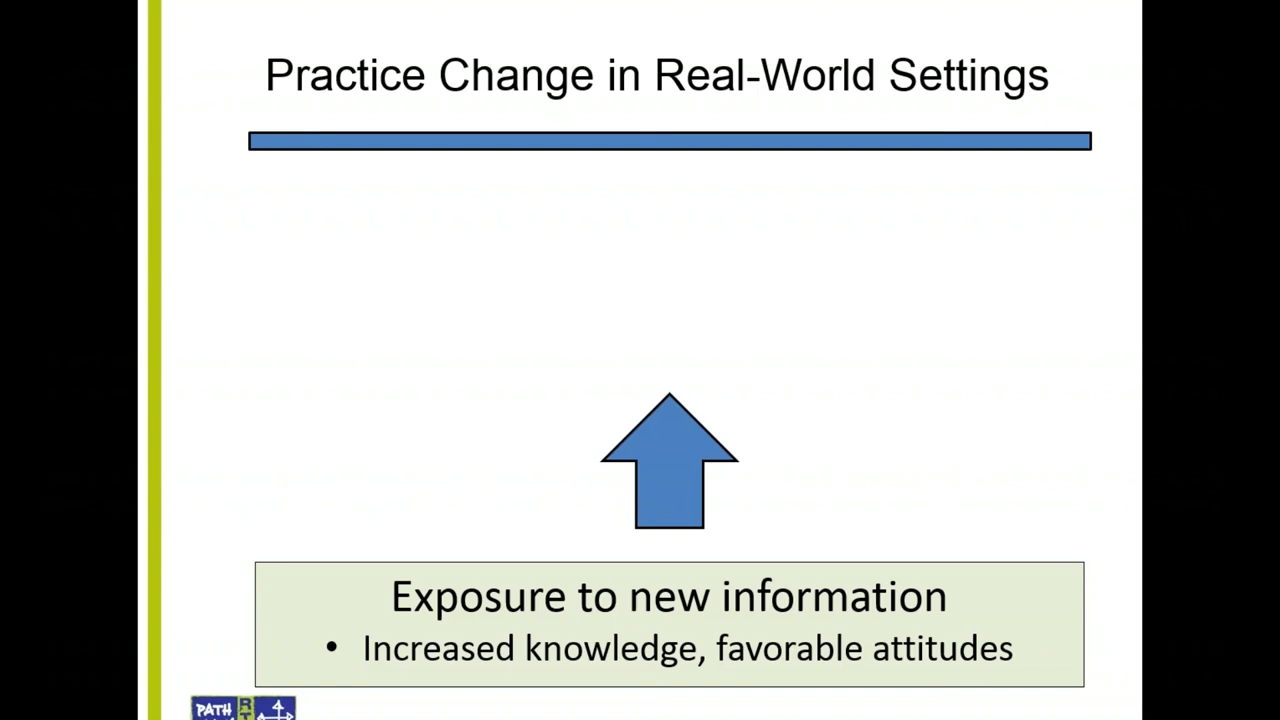 Practice Change in Real-World Settings
Exposure to new information
• Increased knowledge, favorable attitudes
PATH